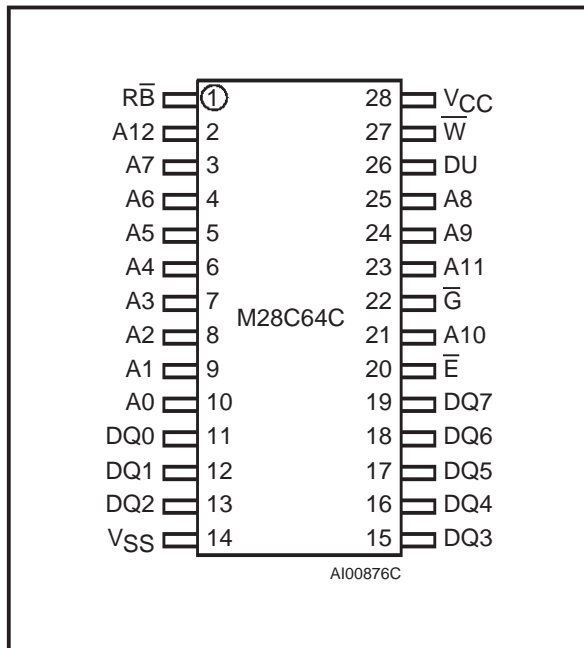 RB̅ 1 28 VCC
A12 2 27 W̅
A7 3 26 DU
A6 4 25 A8
A5 5 24 A9
A4 6 23 A11
A3 7 22 G̅
M28C64C
A2 8 21 A10
A1 9 20 E̅
A0 10 19 DQ7
DQ0 11 18 DQ6
DQ1 12 17 DQ5
DQ2 13 16 DQ4
VSS 14 15 DQ3
AI00876C